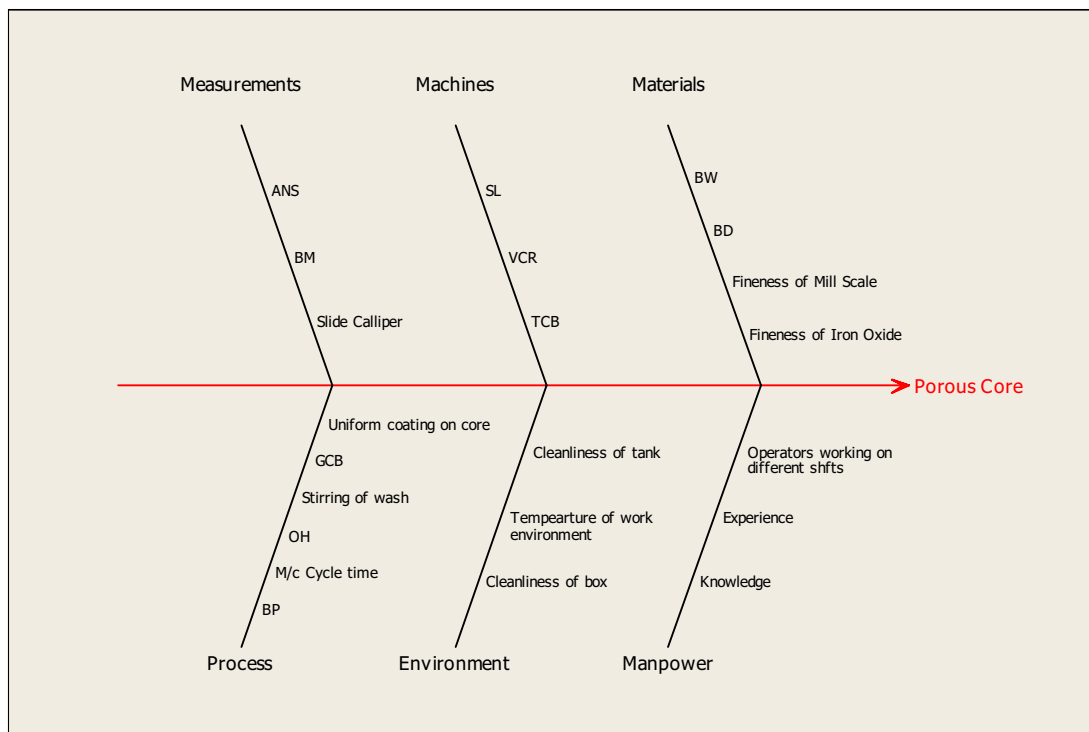 Measurements
Machines
Materials
ANS
BM
Slide Calliper
SL
VCR
TCB
BW
BD
Fineness of Mill Scale
Fineness of Iron Oxide
Porous Core
Uniform coating on core
GCB
Stirring of wash
OH
M/c Cycle time
BP
Cleanliness of tank
Tempearture of work
environment
Cleanliness of box
Operators working on
different shfts
Experience
Knowledge
Process
Environment
Manpower